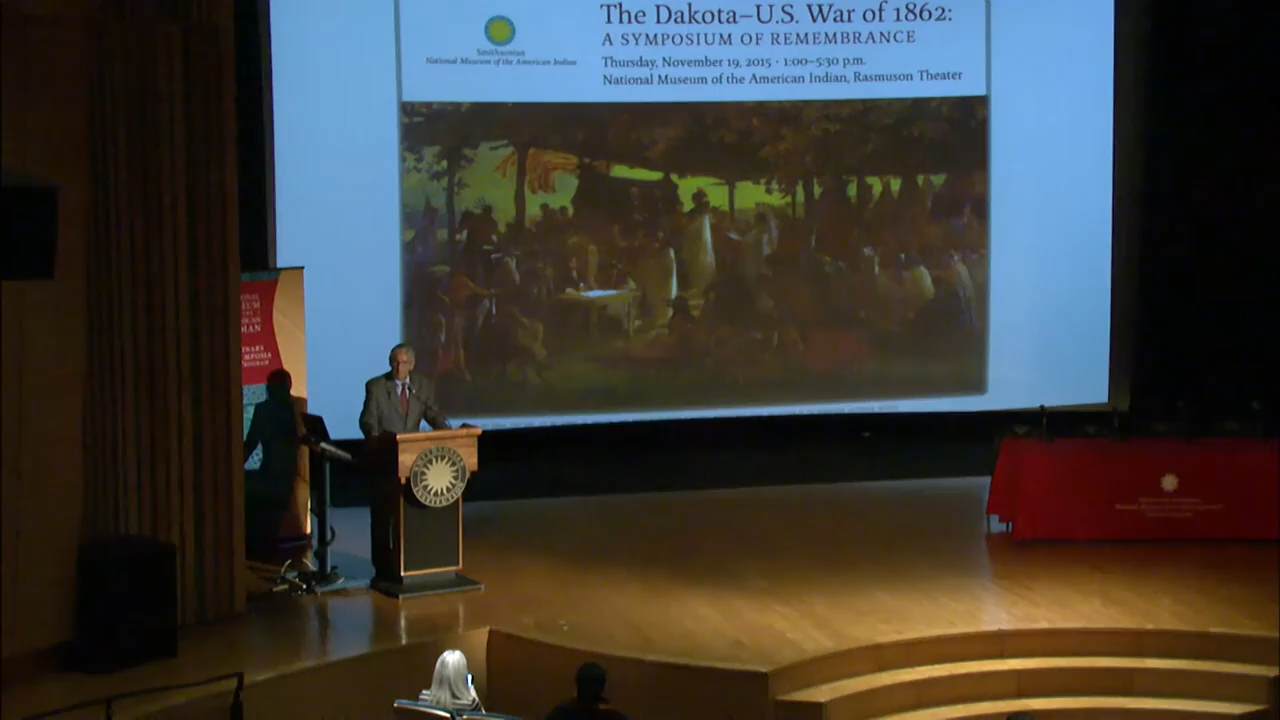 The Dakota–U.S. War of 1862:
A SYMPOSIUM OF REMEMBRANCE
Smithsonian
National Museum of the American Indian
Thursday, November 19, 2015 · 1:00–5:30 p.m.
National Museum of the American Indian, Rasmuson Theater